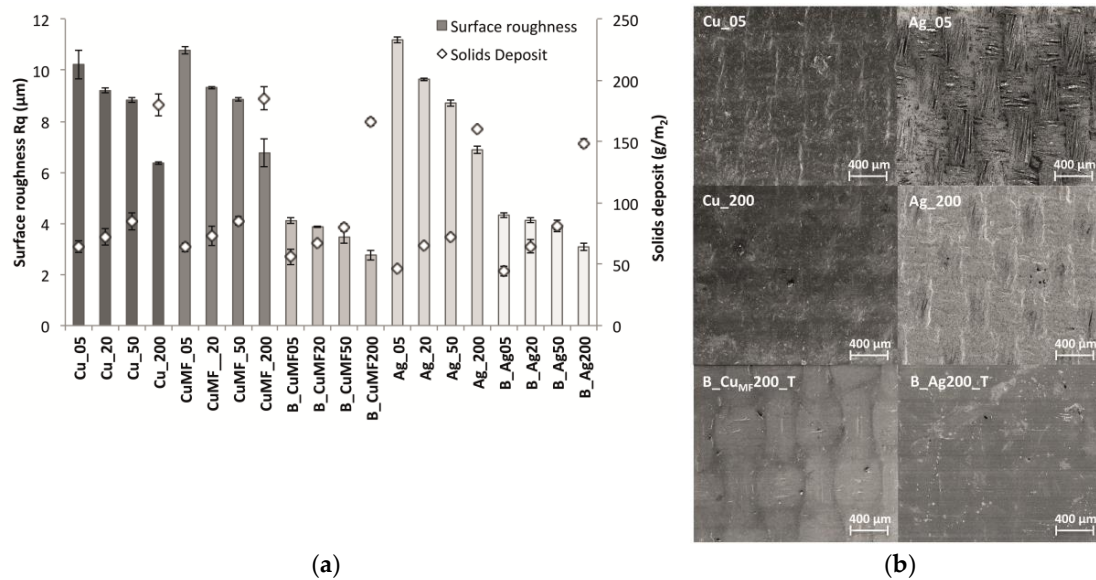 Surface roughness Rq (µm)
12
10
8
6
4
2
0
Surface roughness
Solids Deposit
250
200
150
100
50
0
Solids deposit (g/m2)
Cu_05
Cu_20
Cu_50
Cu_200
CuMF_05
CuMF__20
CuMF_50
CuMF_200
B_CuMF05
B_CuMF20
B_CuMF50
B_CuMF200
Ag_05
Ag_20
Ag_50
Ag_200
B_Ag05
B_Ag20
B_Ag50
B_Ag200
(a)
Cu_05
400 µm
Ag_05
400 µm
Cu_200
400 µm
Ag_200
400 µm
B_CuMF200_T
400 µm
B_Ag200_T
400 µm
(b)